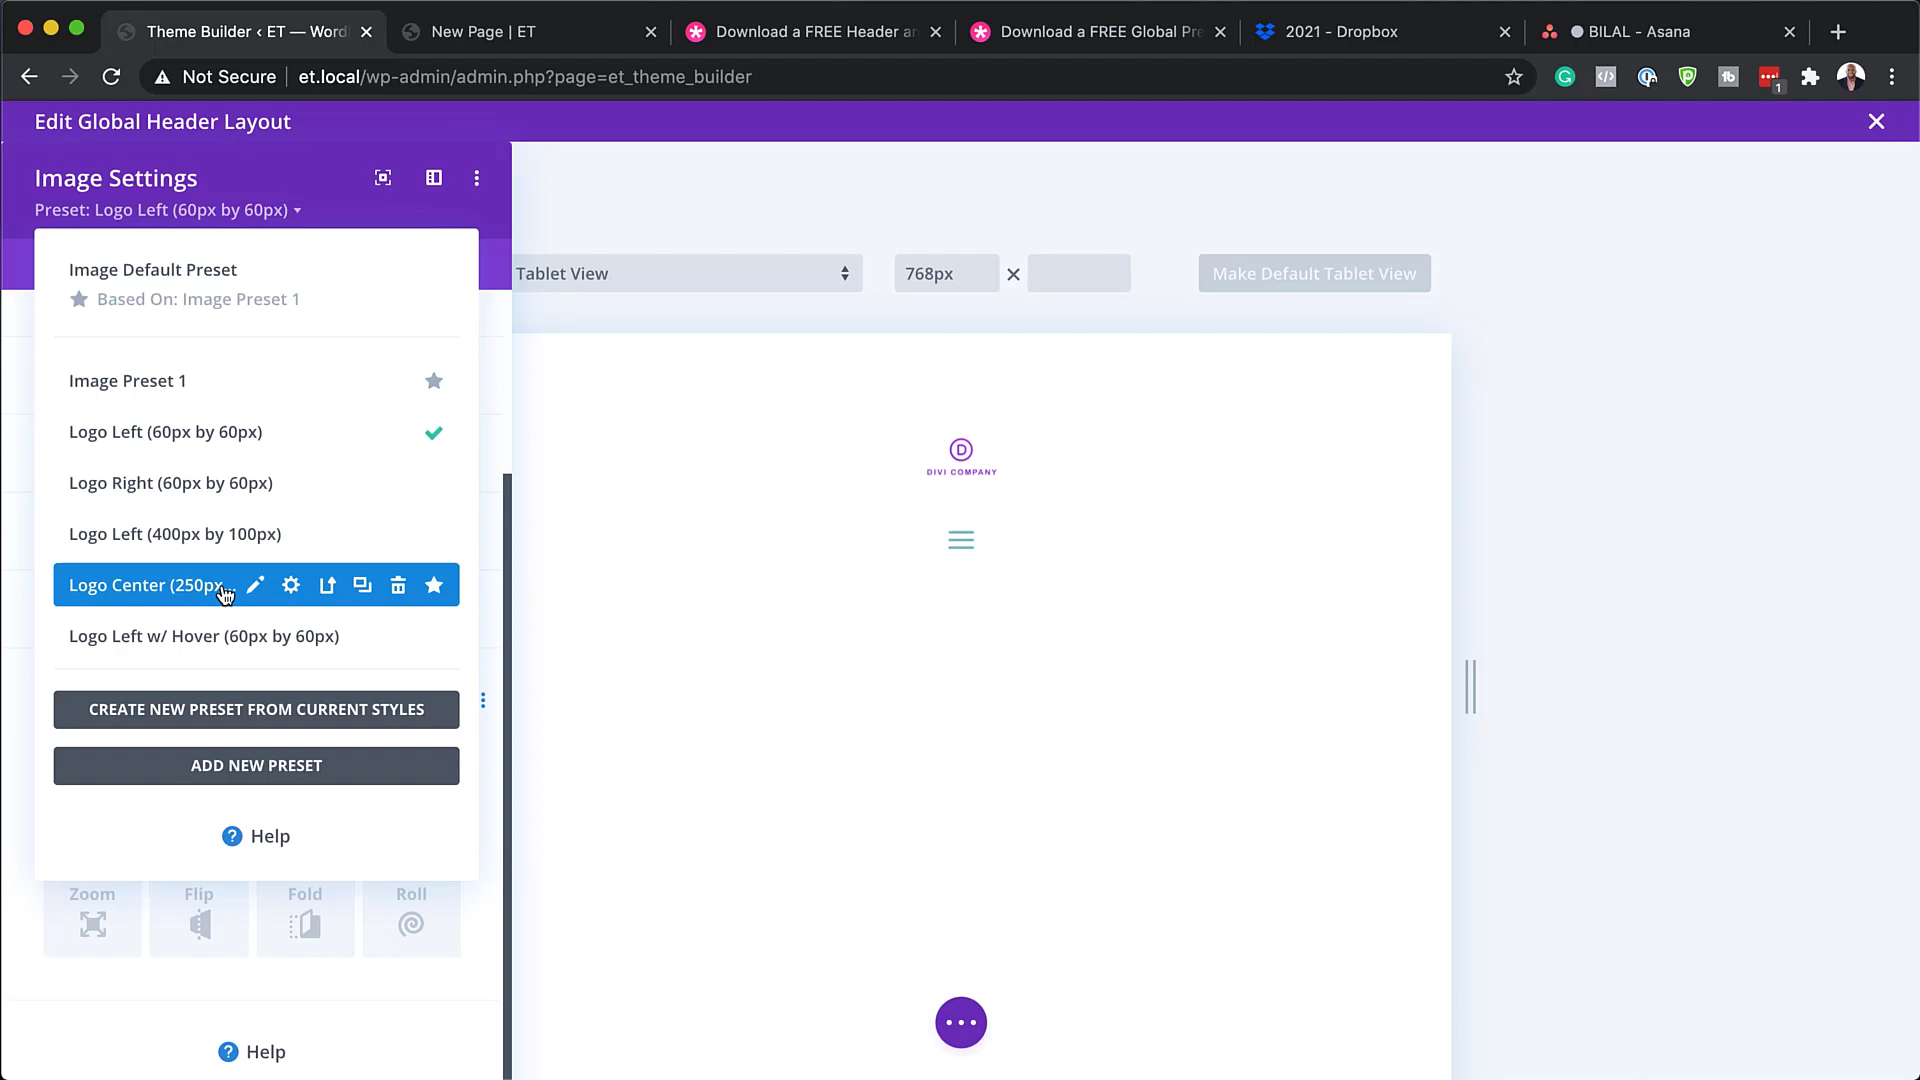 Theme Builder ‹ ET — Word
New Page | ET
Download a FREE Header an
Download a FREE Global Pre
2021 - Dropbox
BILAL - Asana
Not Secure
et.local/wp-admin/admin.php?page=et_theme_builder
1
Edit Global Header Layout
Image Settings
Preset: Logo Left (60px by 60px)
Tablet View
768px
Make Default Tablet View
Image Default Preset
Based On: Image Preset 1
Image Preset 1
Logo Left (60px by 60px)
Logo Right (60px by 60px)
Logo Left (400px by 100px)
Logo Center (250px...
Logo Left w/ Hover (60px by 60px)
CREATE NEW PRESET FROM CURRENT STYLES
ADD NEW PRESET
? Help
Zoom
Flip
Fold
Roll
? Help
D
DIVI COMPANY